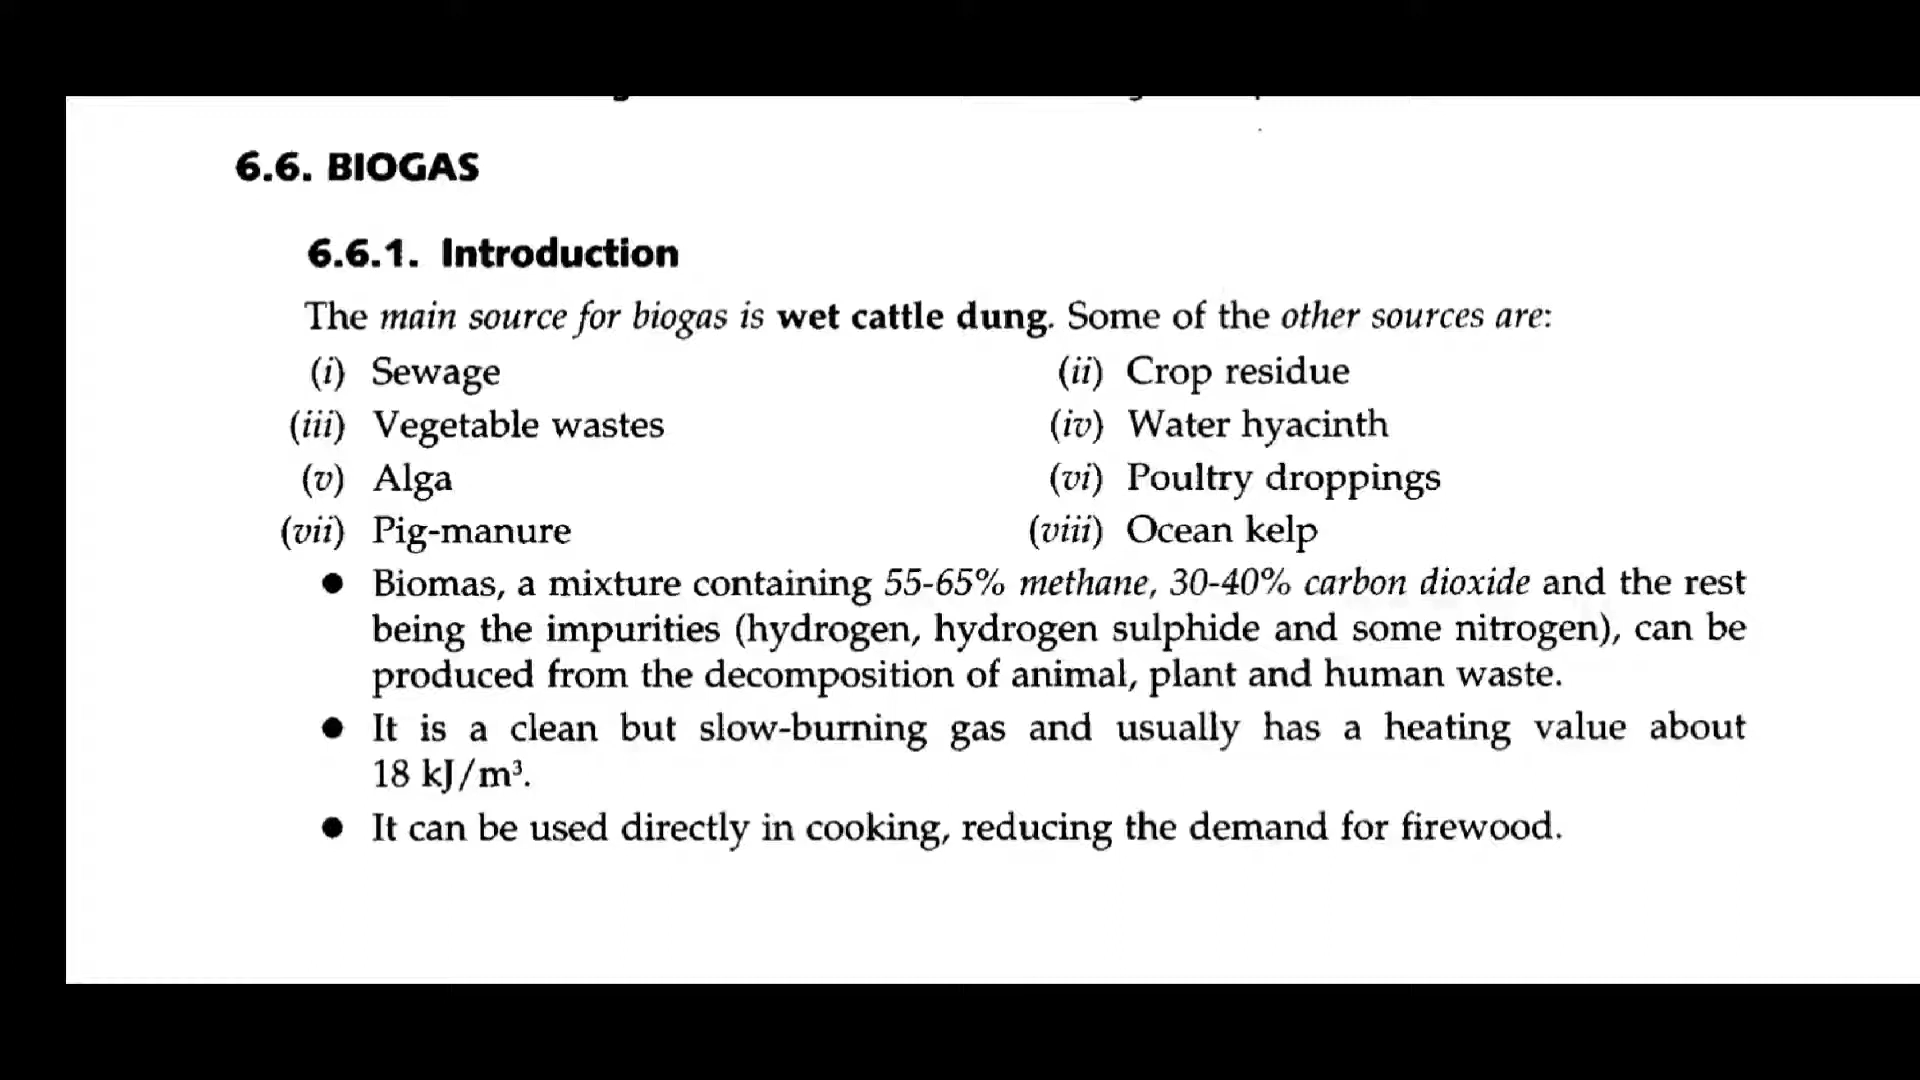 6.6. BIOGAS
6.6.1. Introduction
The main source for biogas is wet cattle dung. Some of the other sources are:
(i) Sewage (ii) Crop residue
(iii) Vegetable wastes (iv) Water hyacinth
(v) Alga (vi) Poultry droppings
(vii) Pig-manure (viii) Ocean kelp
● Biomas, a mixture containing 55-65% methane, 30-40% carbon dioxide and the rest
being the impurities (hydrogen, hydrogen sulphide and some nitrogen), can be
produced from the decomposition of animal, plant and human waste.
● It is a clean but slow-burning gas and usually has a heating value about
18 kJ/m³.
● It can be used directly in cooking, reducing the demand for firewood.